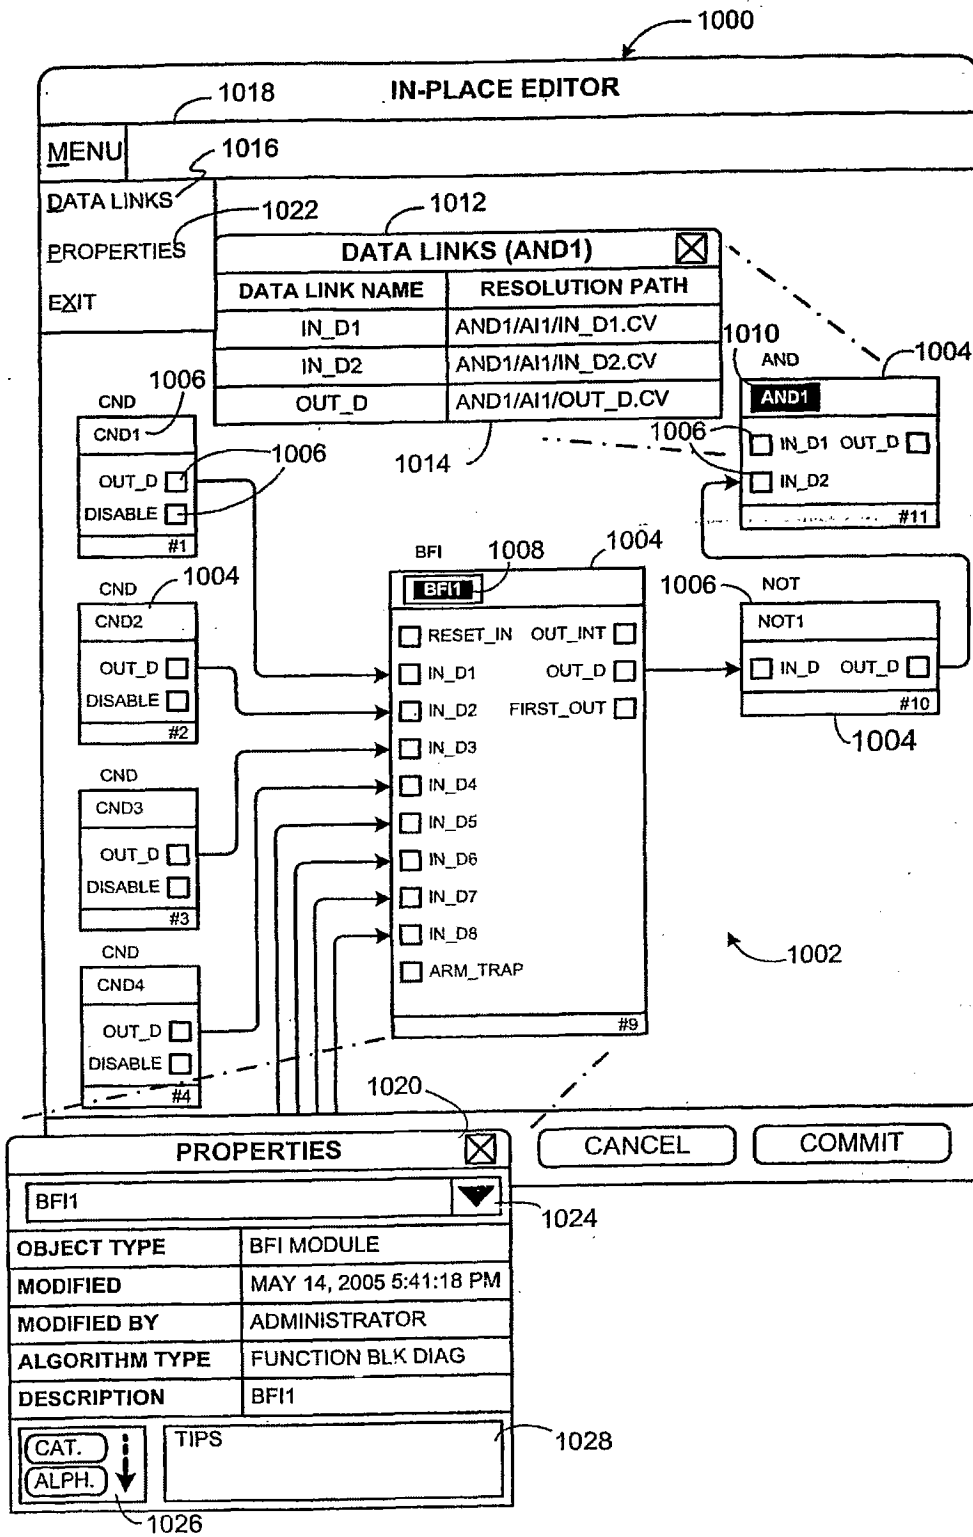 1000
IN-PLACE EDITOR
1018
MENU
1016
DATA LINKS
1022
PROPERTIES
EXIT
1012
DATA LINKS (AND1)
DATA LINK NAME RESOLUTION PATH
IN_D1 AND1/AI1/IN_D1.CV
IN_D2 AND1/AI1/IN_D2.CV
OUT_D AND1/AI1/OUT_D.CV
1014
1010
AND
1004
AND1
1006
IN_D1 OUT_D
IN_D2
#11
CND
1006
CND1
1006
OUT_D
DISABLE
#1
CND
1004
CND2
OUT_D
DISABLE
#2
CND
CND3
OUT_D
DISABLE
#3
CND
CND4
OUT_D
DISABLE
#4
BFI
1008
1004
BFI1
RESET_IN OUT_INT
IN_D1 OUT_D
IN_D2 FIRST_OUT
IN_D3
IN_D4
IN_D5
IN_D6
IN_D7
IN_D8
ARM_TRAP
#9
1006
NOT
NOT1
IN_D OUT_D
#10
1004
1002
1020
PROPERTIES
CANCEL
COMMIT
BFI1
1024
OBJECT TYPE BFI MODULE
MODIFIED MAY 14, 2005 5:41:18 PM
MODIFIED BY ADMINISTRATOR
ALGORITHM TYPE FUNCTION BLK DIAG
DESCRIPTION BFI1
CAT.
ALPH.
TIPS
1028
1026